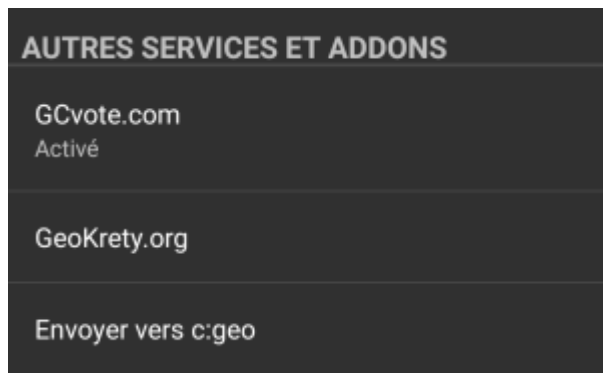 AUTRES SERVICES ET ADDONS
GCvote.com
Activé
GeoKrety.org
Envoyer vers c:geo